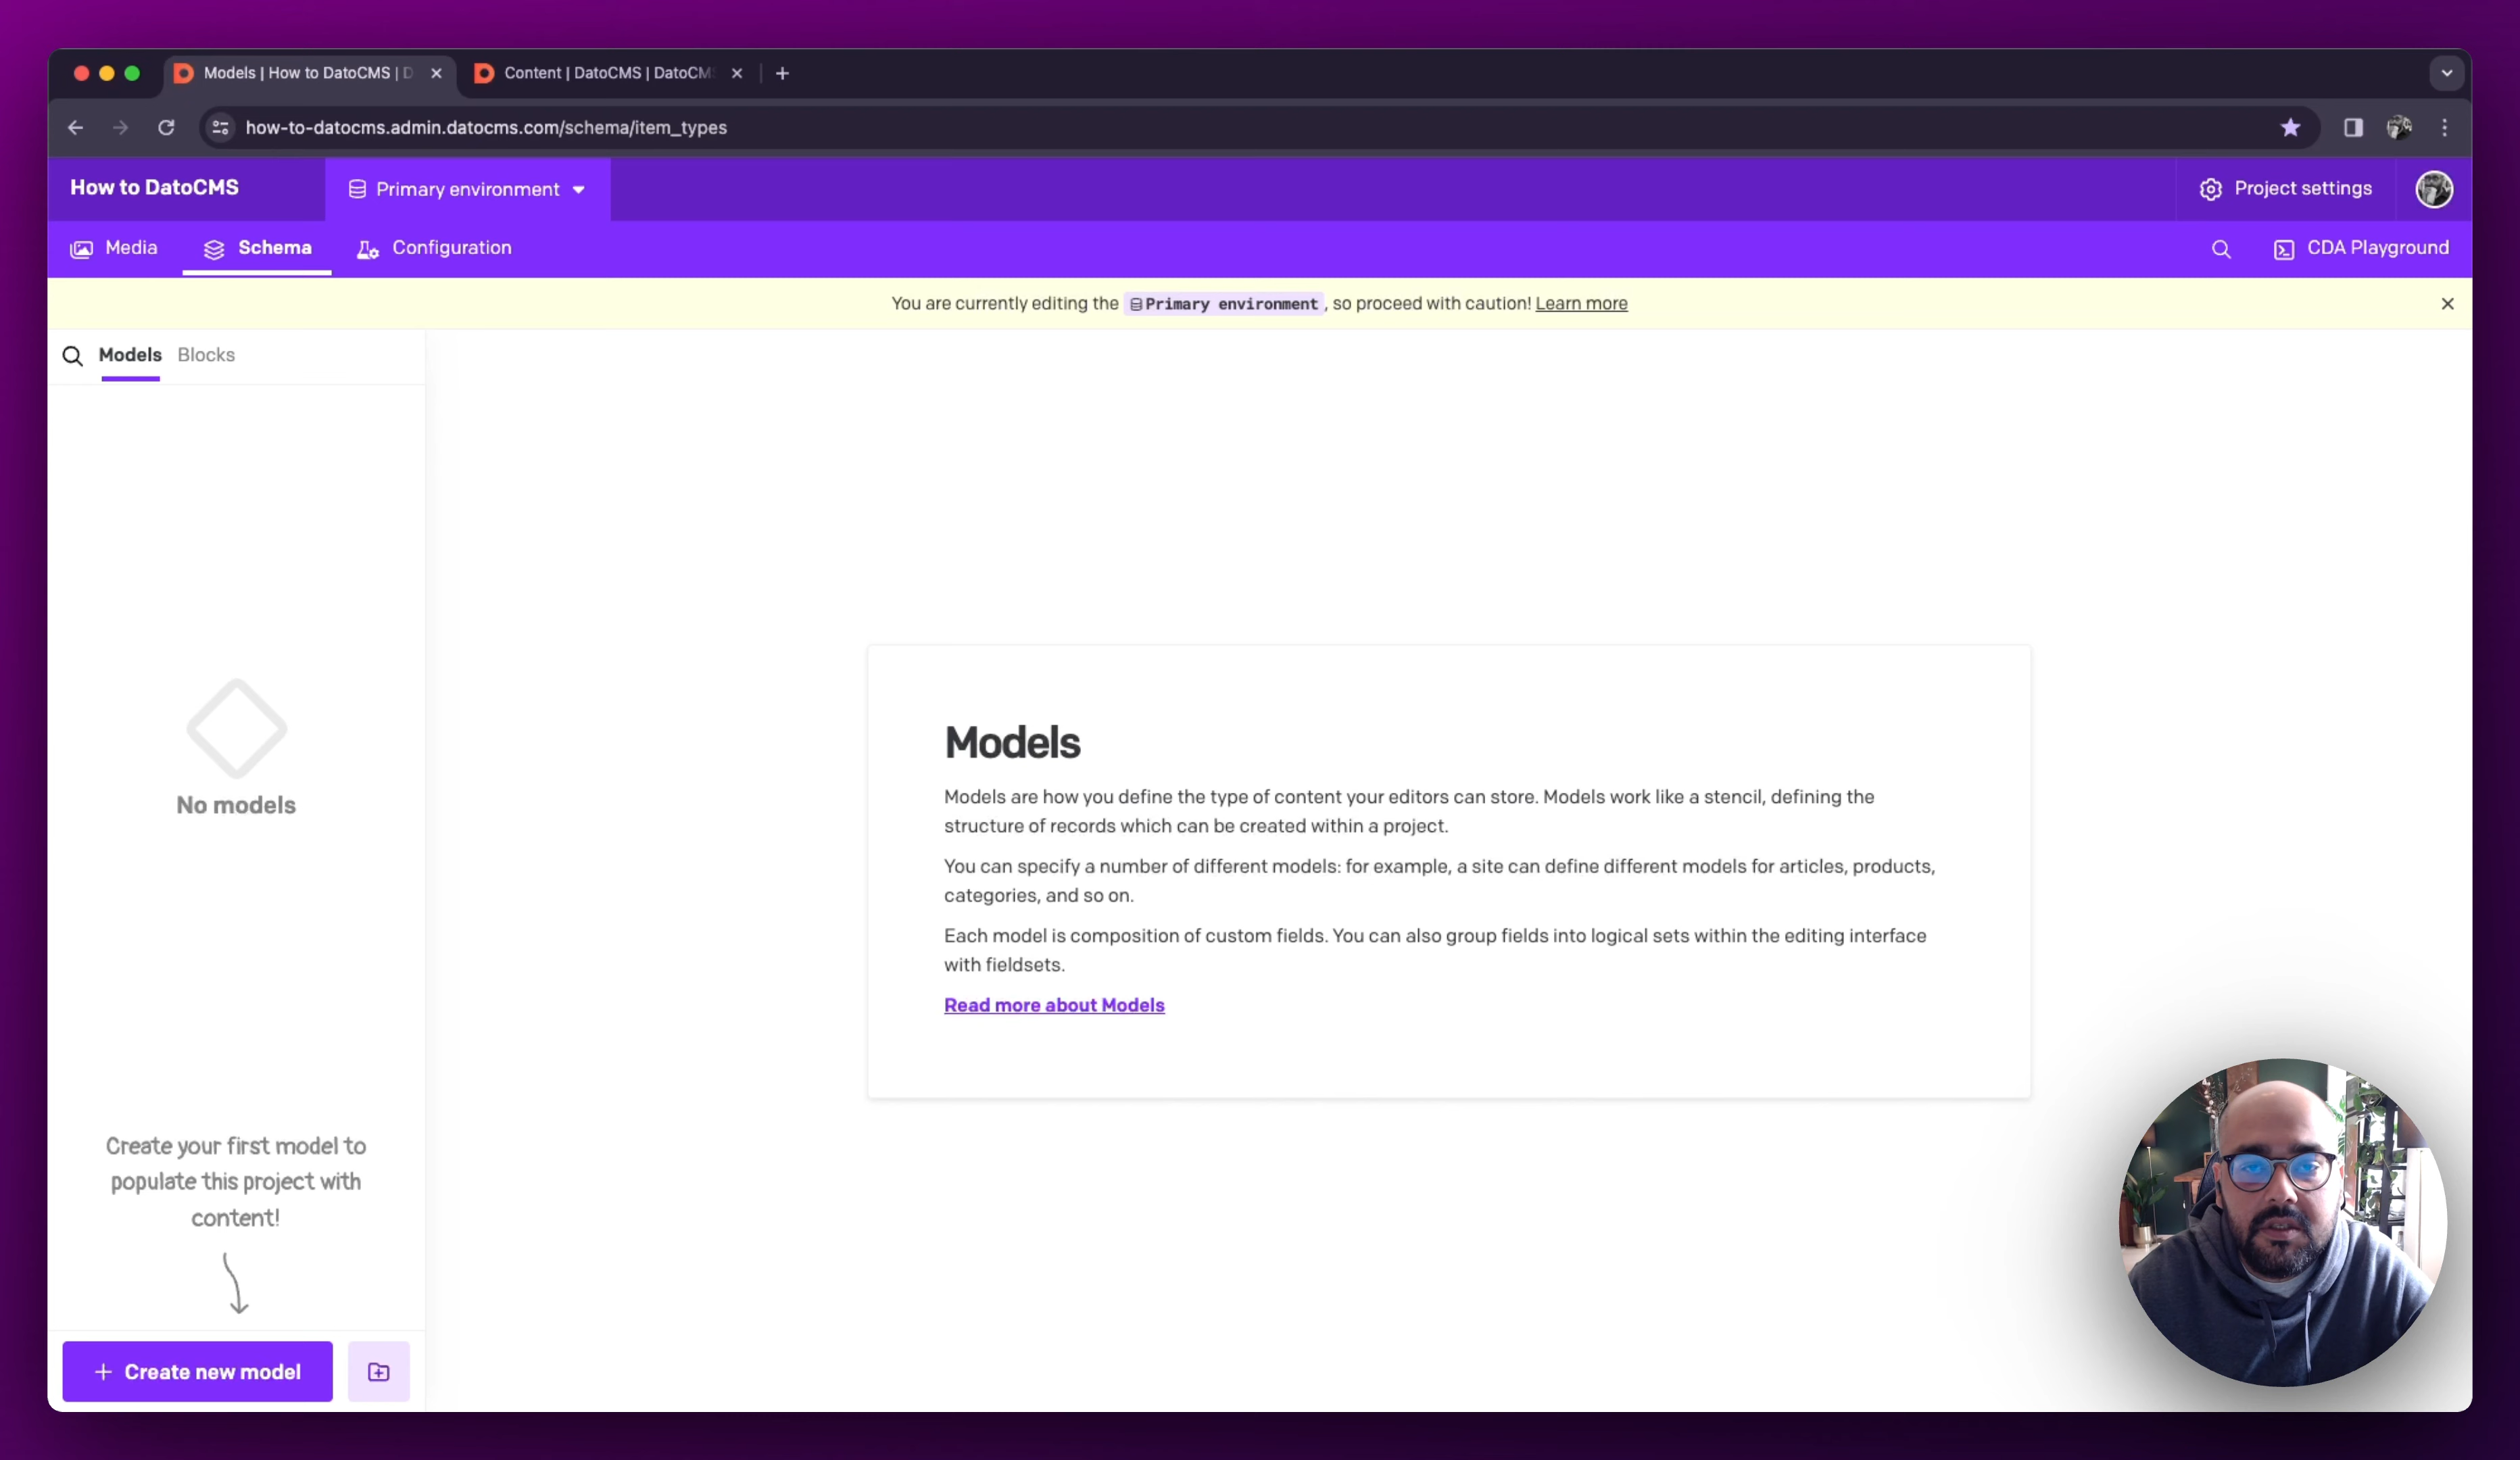 Models | How to DatoCMS | D
Content | DatoCMS | DatoCMS
how-to-datocms.admin.datocms.com/schema/item_types
How to DatoCMS
Primary environment
Project settings
Media
Schema
Configuration
CDA Playground
You are currently editing the Primary environment, so proceed with caution! Learn more
Models
Blocks
No models
Models
Models are how you define the type of content your editors can store. Models work like a stencil, defining the
structure of records which can be created within a project.
You can specify a number of different models: for example, a site can define different models for articles, products,
categories, and so on.
Each model is composition of custom fields. You can also group fields into logical sets within the editing interface
with fieldsets.
Read more about Models
Create your first model to
populate this project with
content!
+ Create new model